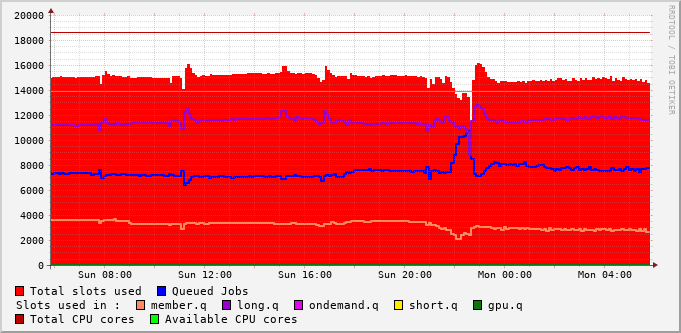 RRDTOOL / TOBI OETIKER
20000
18000
16000
14000
12000
10000
8000
6000
4000
2000
0
Sun 08:00 Sun 12:00 Sun 16:00 Sun 20:00 Mon 00:00 Mon 04:00
Total slots used Queued Jobs
Slots used in : member.q long.q ondemand.q short.q gpu.q
Total CPU cores Available CPU cores